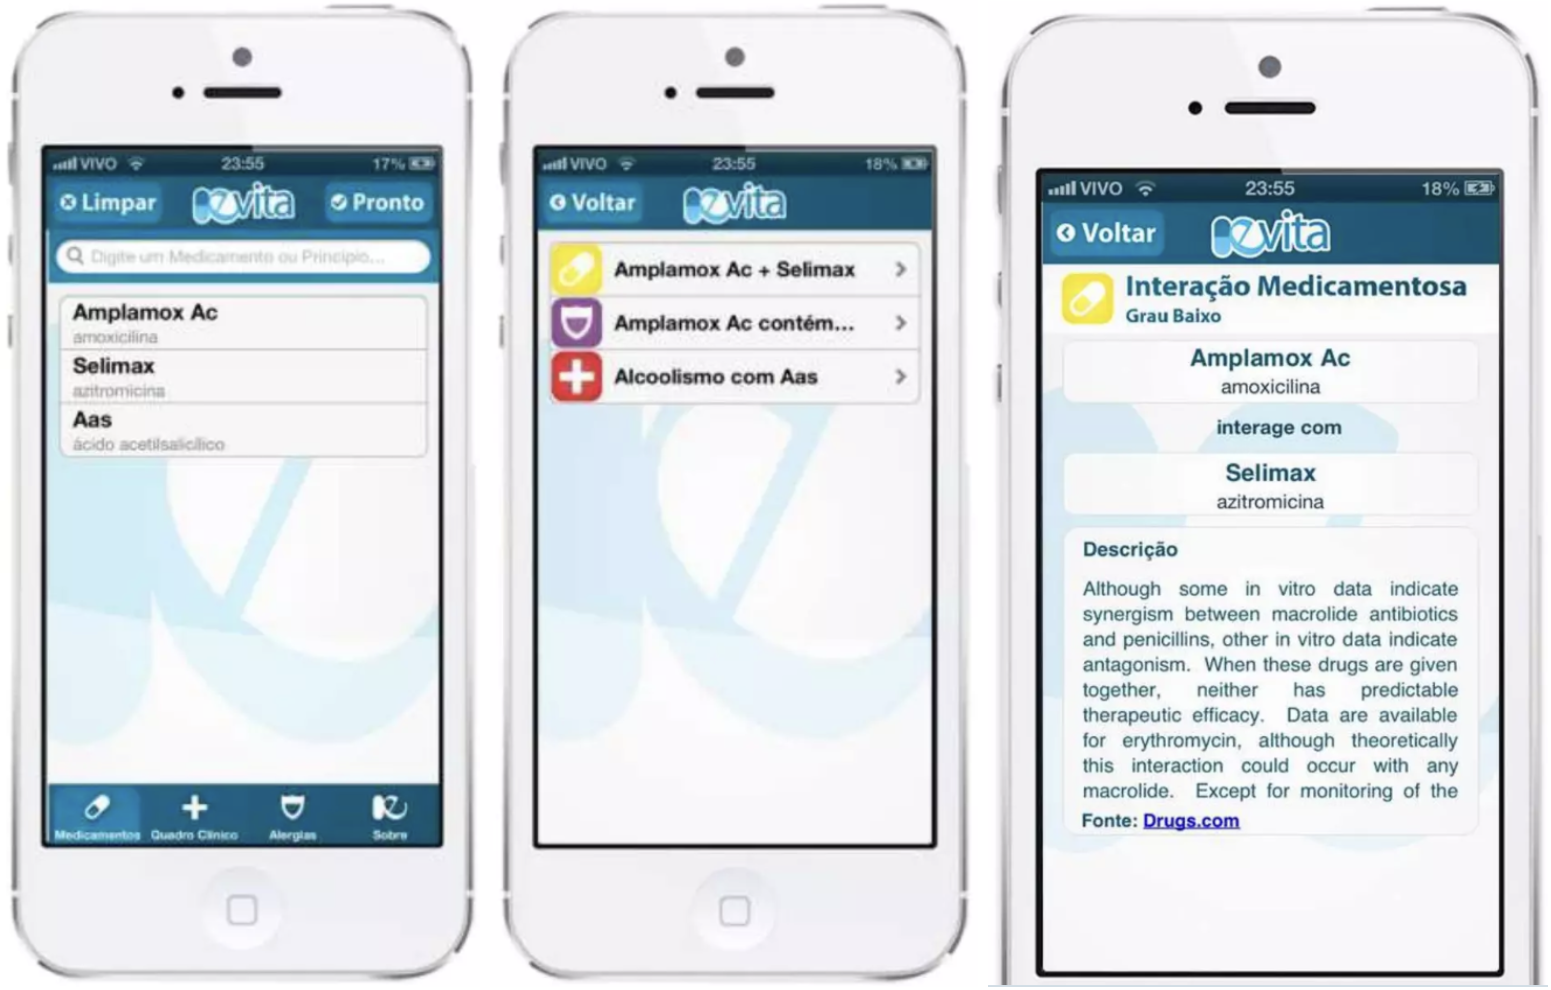 VIVO 23:55 17%
Limpar ezvita Pronto
Digite um Medicamento ou Princípio...
Amplamox Ac
amoxicilina
Selimax
azitromicina
Aas
ácido acetilsalicílico
Medicamentos Quadro Clínico Alergias Sobre
VIVO 23:55 18%
Voltar ezvita
Amplamox Ac + Selimax
Amplamox Ac contém...
Alcoolismo com Aas
VIVO 23:55 18%
Voltar ezvita
Interação Medicamentosa
Grau Baixo
Amplamox Ac
amoxicilina
interage com
Selimax
azitromicina
Descrição
Although some in vitro data indicate
synergism between macrolide antibiotics
and penicillins, other in vitro data indicate
antagonism. When these drugs are given
together, neither has predictable
therapeutic efficacy. Data are available
for erythromycin, although theoretically
this interaction could occur with any
macrolide. Except for monitoring of the
Fonte: Drugs.com